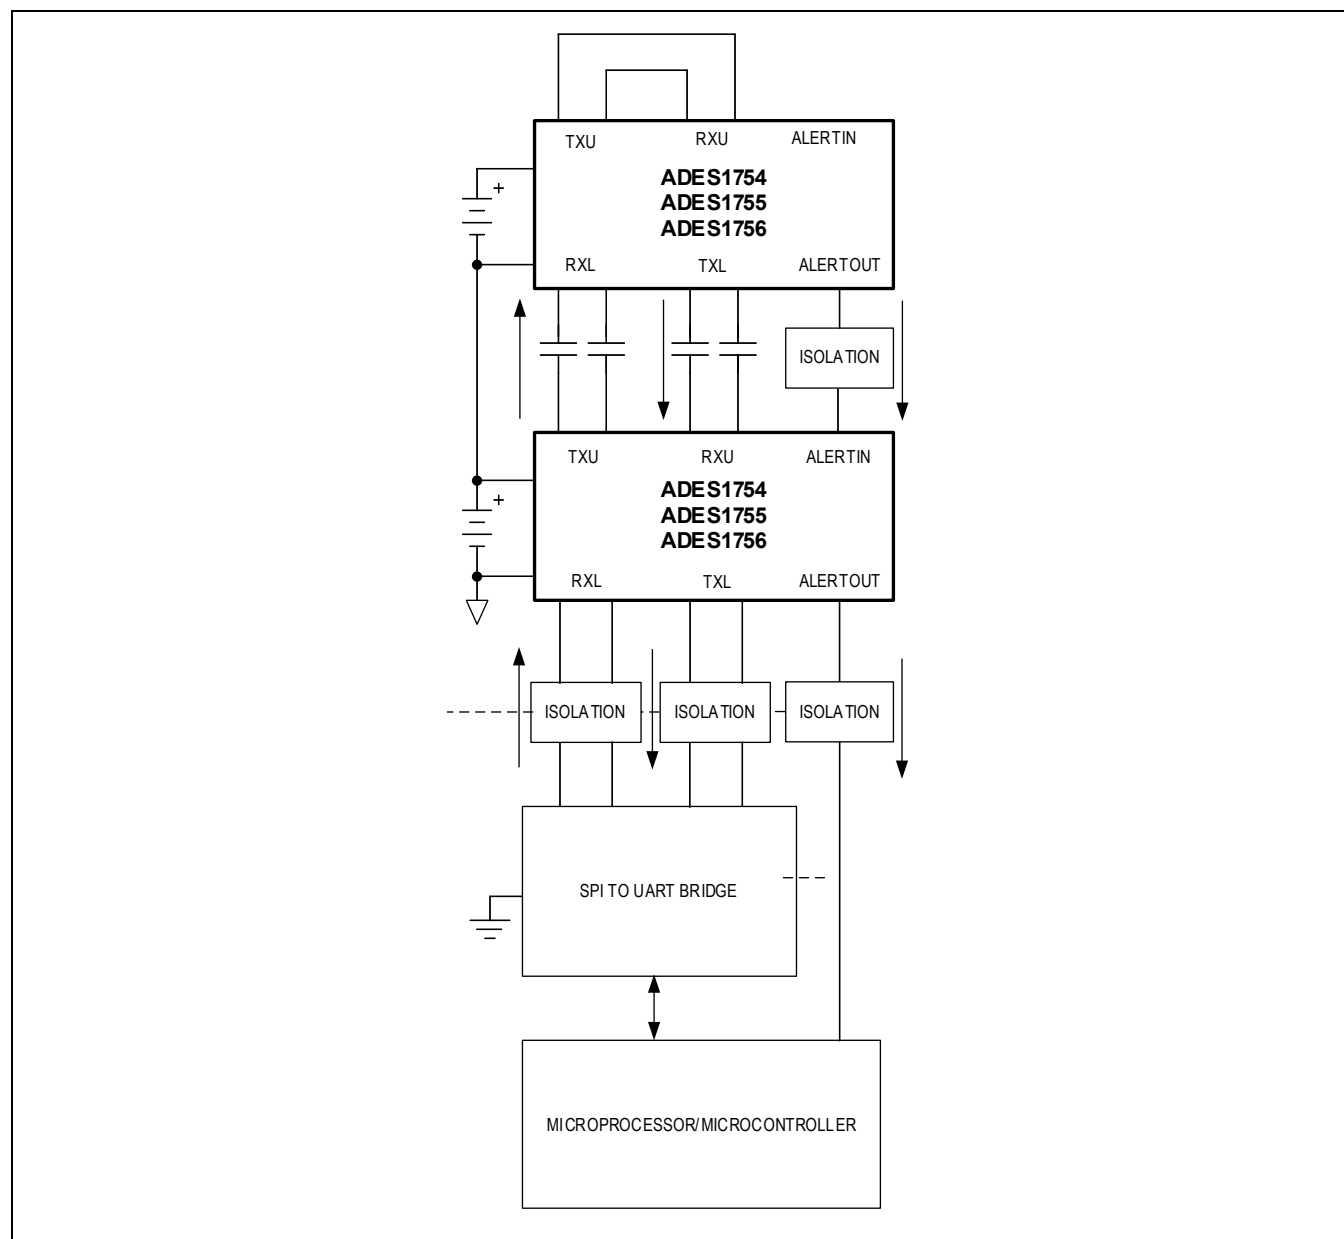 TXU RXU ALERTIN
ADES1754
ADES1755
ADES1756
+
RXL TXL ALERTOUT
ISOLATION
TXU RXU ALERTIN
ADES1754
ADES1755
ADES1756
+
RXL TXL ALERTOUT
ISOLATION ISOLATION ISOLATION
SPI TO UART BRIDGE
MICROPROCESSOR/MICROCONTROLLER